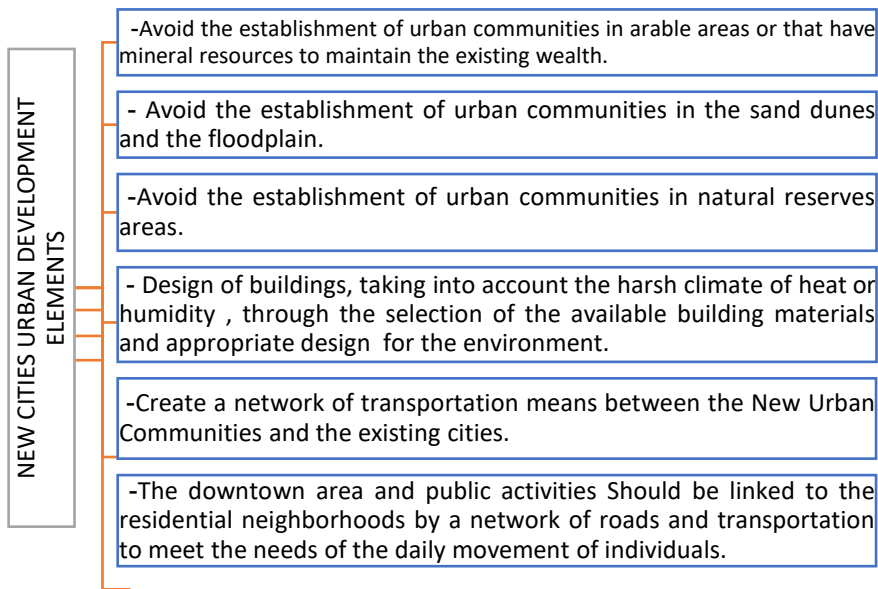 NEW CITIES URBAN DEVELOPMENT
ELEMENTS
-Avoid the establishment of urban communities in arable areas or that have
mineral resources to maintain the existing wealth.
- Avoid the establishment of urban communities in the sand dunes
and the floodplain.
-Avoid the establishment of urban communities in natural reserves
areas.
- Design of buildings, taking into account the harsh climate of heat or
humidity , through the selection of the available building materials
and appropriate design for the environment.
-Create a network of transportation means between the New Urban
Communities and the existing cities.
-The downtown area and public activities Should be linked to the
residential neighborhoods by a network of roads and transportation
to meet the needs of the daily movement of individuals.